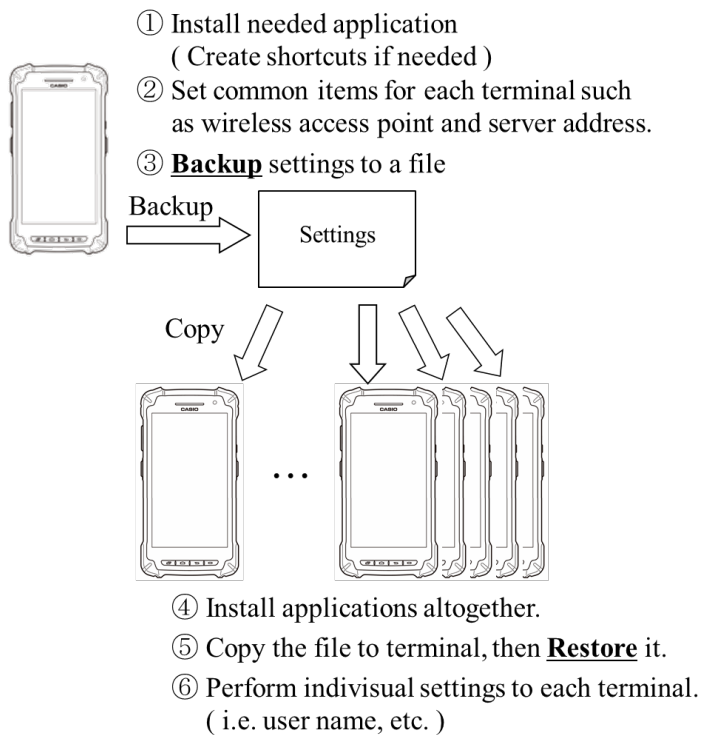 ① Install needed application
( Create shortcuts if needed )
② Set common items for each terminal such
as wireless access point and server address.
③ Backup settings to a file
CASIO
Backup
Settings
Copy
CASIO
...
CASIO
④ Install applications altogether.
⑤ Copy the file to terminal, then Restore it.
⑥ Perform indivisual settings to each terminal.
( i.e. user name, etc. )